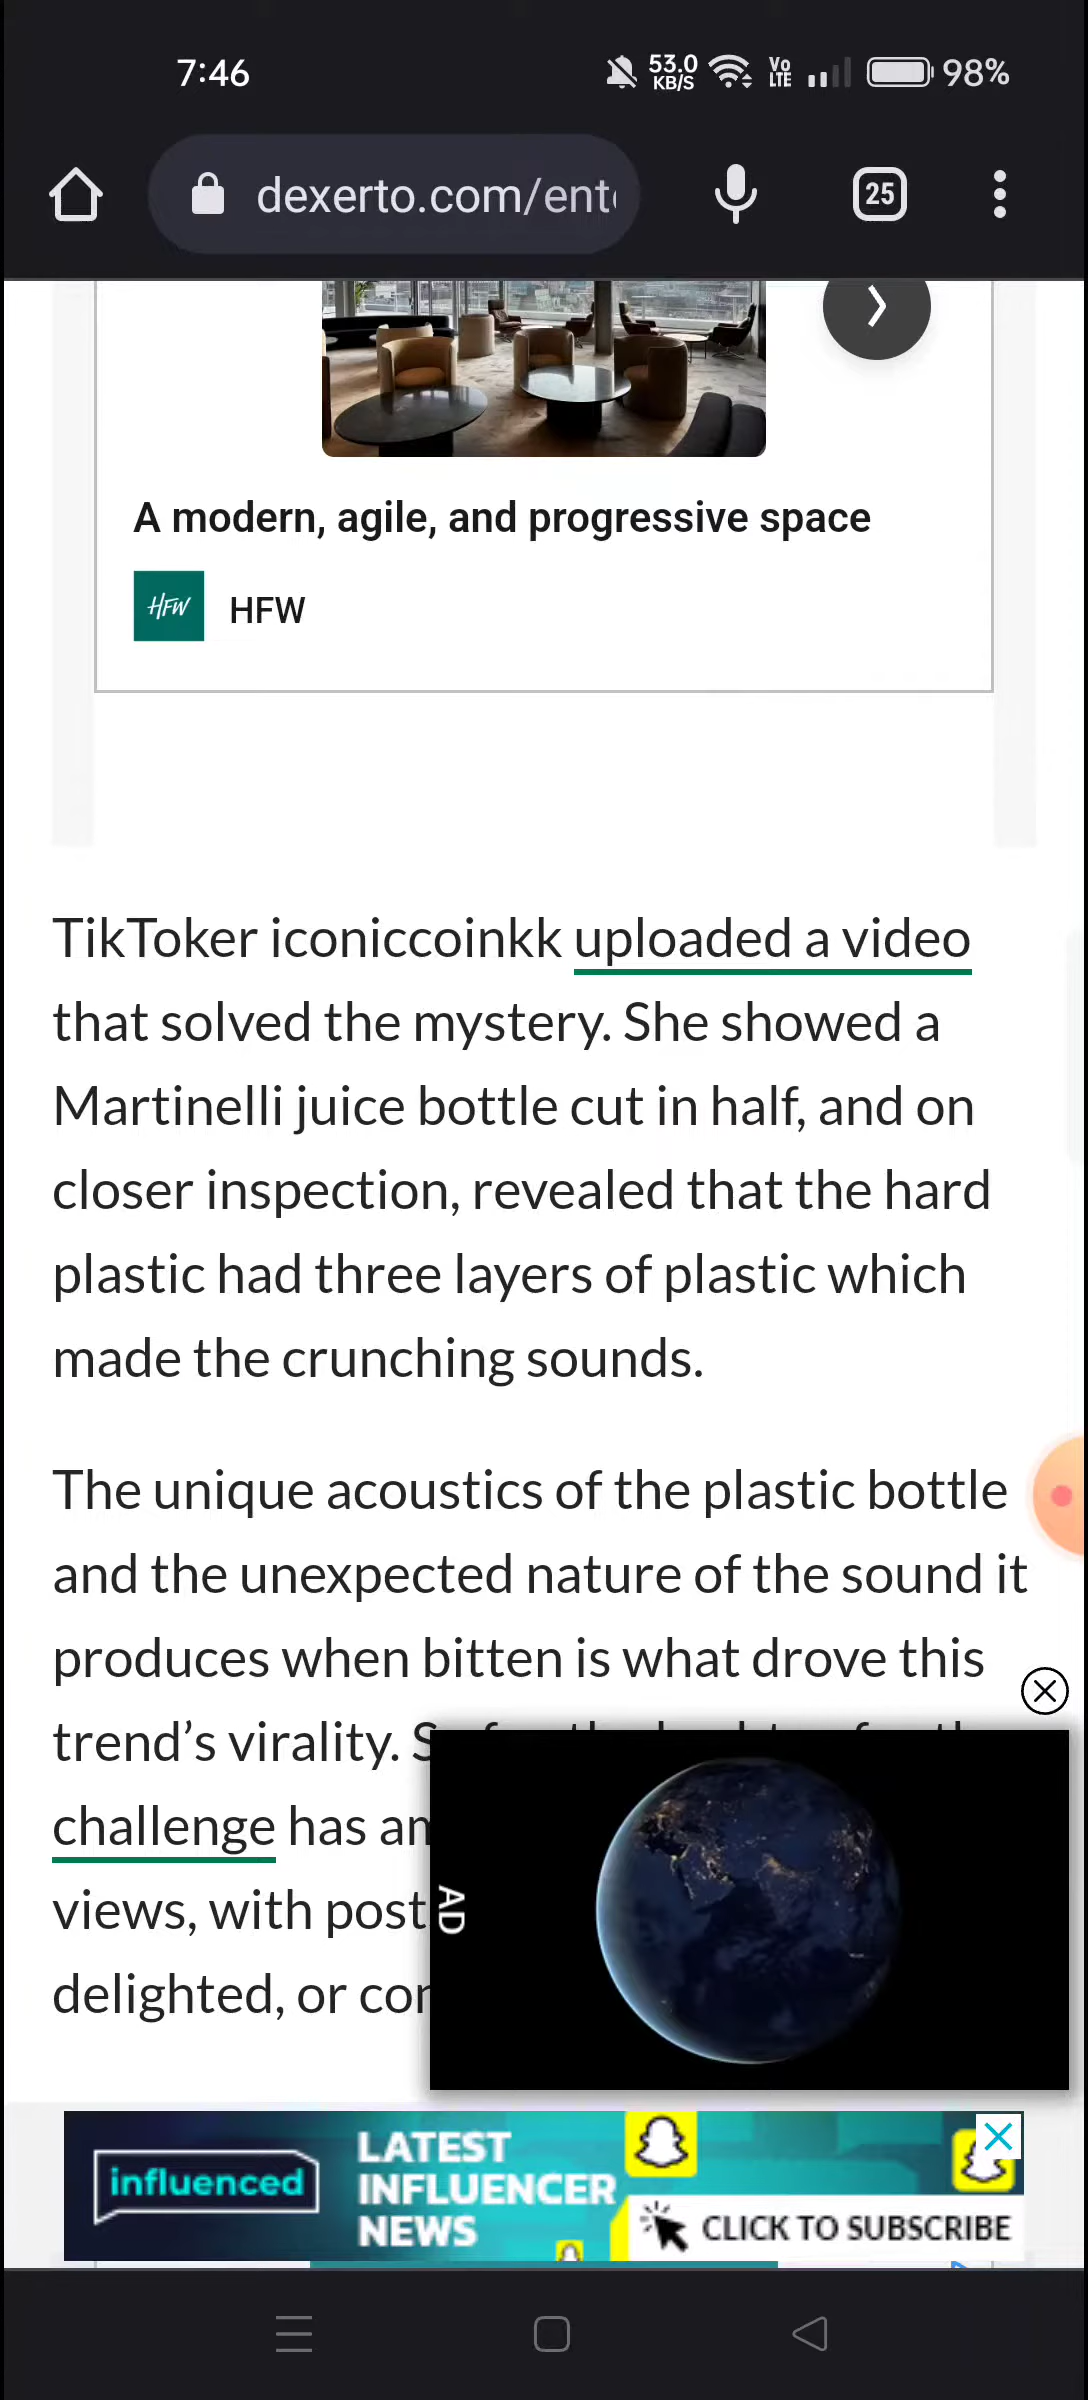 7:46
53.0
KB/S
Vo
LTE
98%
dexerto.com/ent
25
A modern, agile, and progressive space
HFW
HFW
TikToker iconiccoinkk uploaded a video
that solved the mystery. She showed a
Martinelli juice bottle cut in half, and on
closer inspection, revealed that the hard
plastic had three layers of plastic which
made the crunching sounds.
The unique acoustics of the plastic bottle
and the unexpected nature of the sound it
produces when bitten is what drove this
trend’s virality.
challenge has
views, with post
delighted, or
AD
influenced
LATEST
INFLUENCER
NEWS
CLICK TO SUBSCRIBE